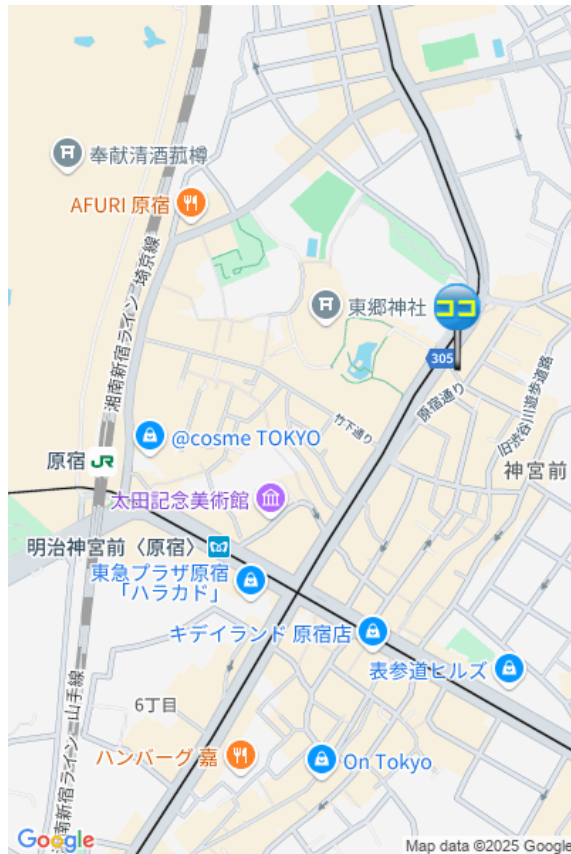 奉献清酒菰樽
AFURI 原宿
湘南新宿ライン・埼京線
東郷神社
ココ
305
原宿通り
旧渋谷川遊歩道路
竹下通り
@cosme TOKYO
原宿
JR
神宮前
太田記念美術館
明治神宮前〈原宿〉
東急プラザ原宿
「ハラカド」
キデイランド 原宿店
表参道ヒルズ
6丁目
湘南新宿ライン・山手線
ハンバーグ 嘉
On Tokyo
Google
Map data ©2025 Google